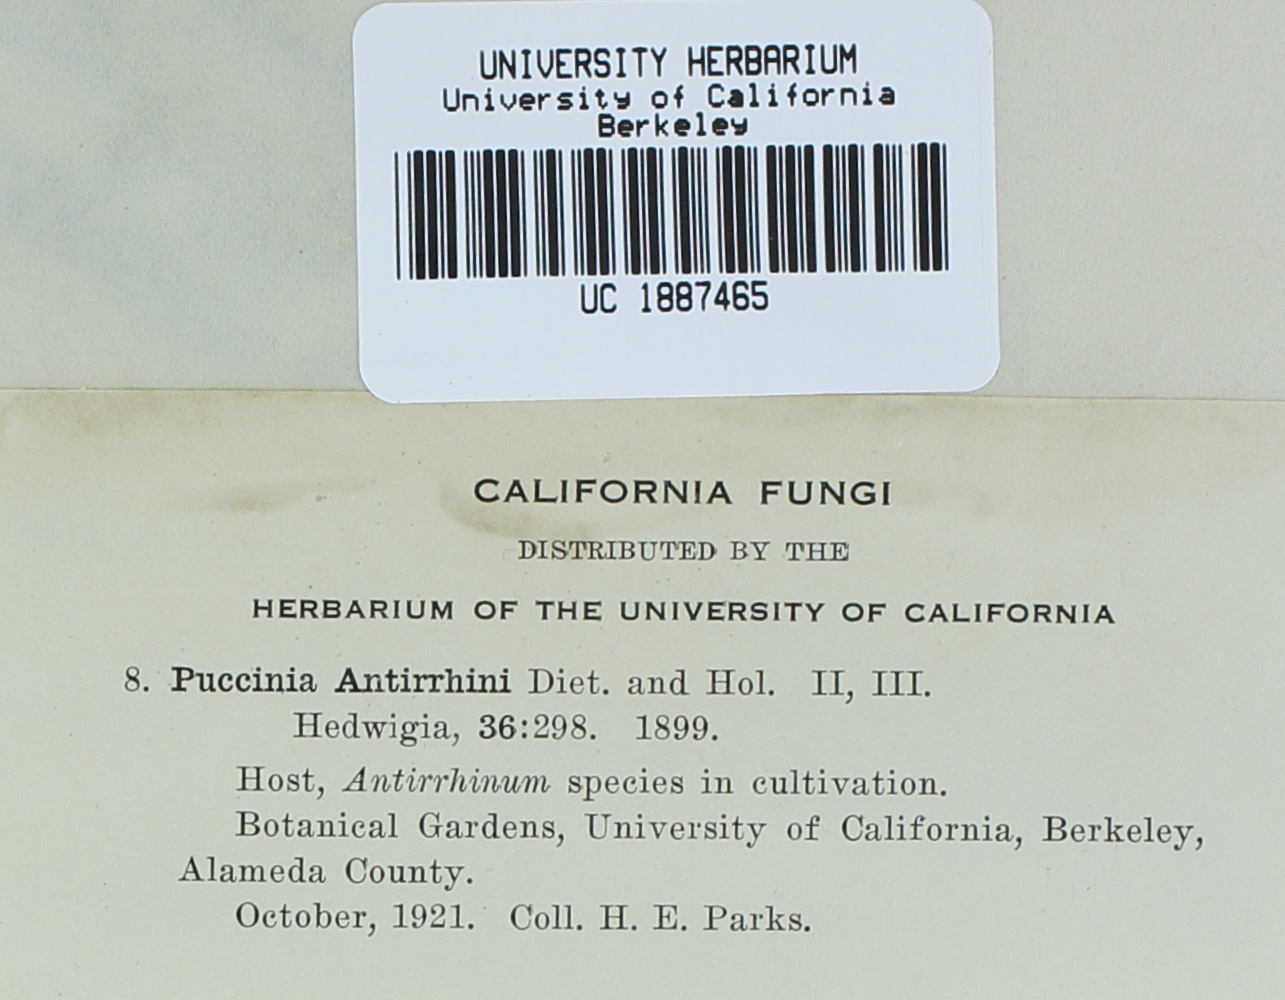 UNIVERSITY HERBARIUM
University of California
Berkeley
UC 1887465
CALIFORNIA FUNGI
DISTRIBUTED BY THE
HERBARIUM OF THE UNIVERSITY OF CALIFORNIA
8. Puccinia Antirrhini Diet. and Hol. II, III.
Hedwigia, 36:298. 1899.
Host, Antirrhinum species in cultivation.
Botanical Gardens, University of California, Berkeley,
Alameda County.
October, 1921. Coll. H. E. Parks.